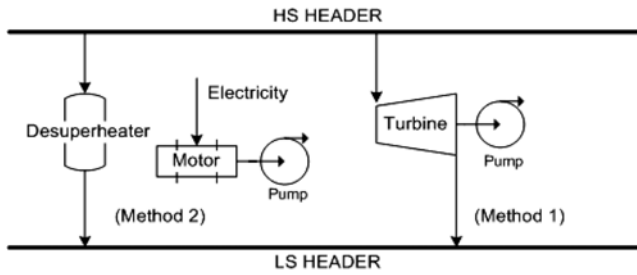 HS HEADER
Electricity
Desuperheater
Motor
Pump
Turbine
Pump
(Method 2)
(Method 1)
LS HEADER